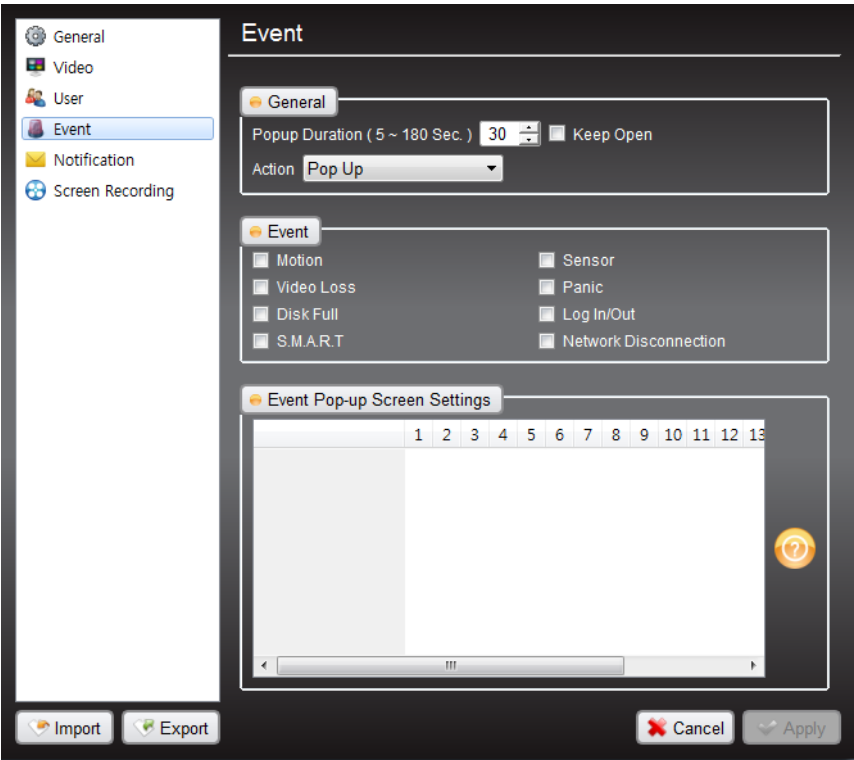 General
Video
User
Event
Notification
Screen Recording
Event
General
Popup Duration ( 5 ~ 180 Sec. ) 30 Keep Open
Action Pop Up
Event
Motion Sensor
Video Loss Panic
Disk Full Log In/Out
S.M.A.R.T Network Disconnection
Event Pop-up Screen Settings
1 2 3 4 5 6 7 8 9 10 11 12 13
?
Import Export Cancel Apply